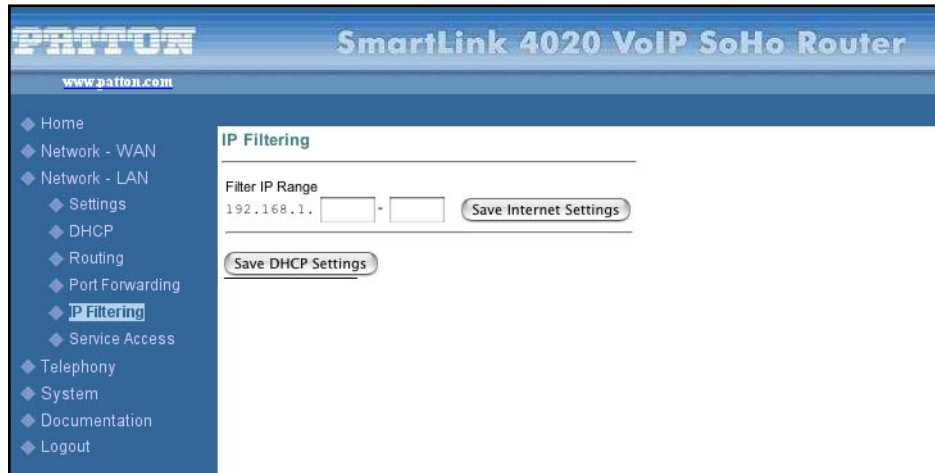 PATTON
SmartLink 4020 VoIP SoHo Router
www.patton.com
Home
Network - WAN
Network - LAN
Settings
DHCP
Routing
Port Forwarding
IP Filtering
Service Access
Telephony
System
Documentation
Logout
IP Filtering
Filter IP Range
192.168.1. - Save Internet Settings
Save DHCP Settings